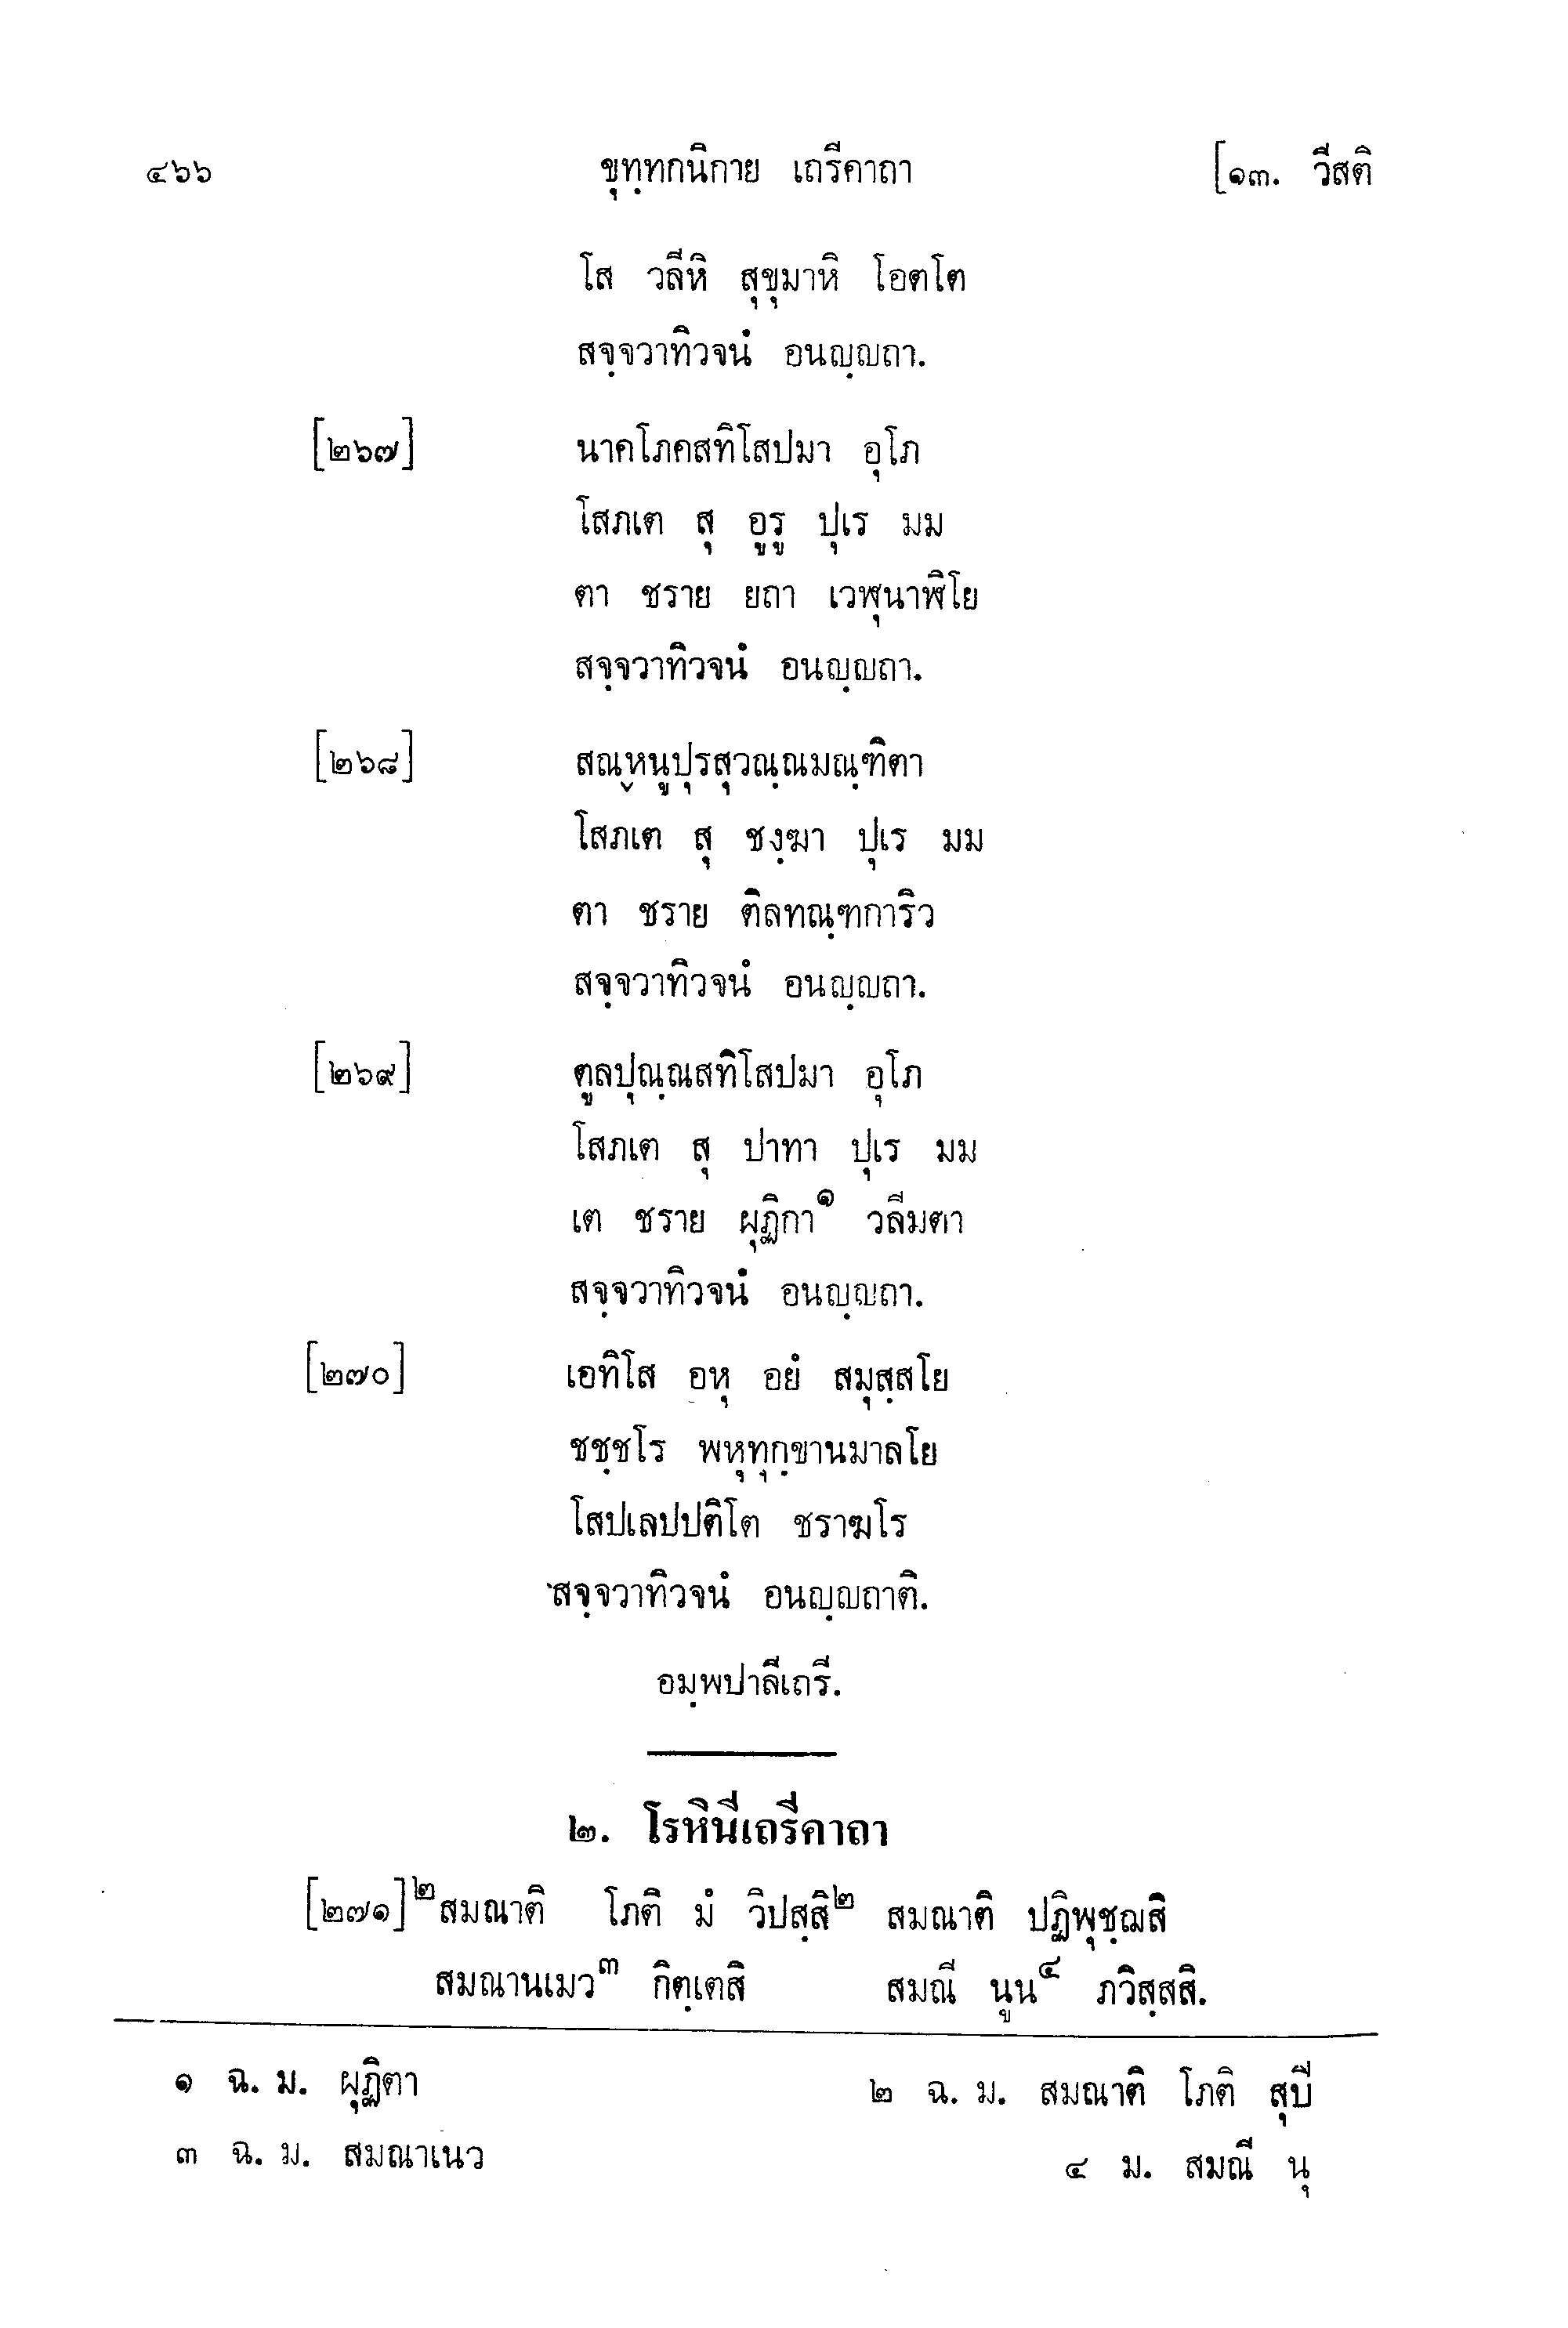 ๔๖๖ ขุทฺทกนิกาย เถรีคาถา [๑๓. วีสติ
โส วลีหิ สุขุมาหิ โอตโต
สจฺจวาทิวจนํ อนญฺญถา.
[๒๖๗] นาคโภคสทิโสปมา อุโภ
โสภเต สุ อูรู ปุเร มม
ตา ชราย ยถา เวฬุนาฬิโย
สจฺจวาทิวจนํ อนญฺญถา.
[๒๖๘] สณฺหนูปุรสุวณฺณมณฺฑิตา
โสภเต สุ ชงฺฆา ปุเร มม
ตา ชราย ติลทณฺฑการิว
สจฺจวาทิวจนํ อนญฺญถา.
[๒๖๙] ตูลปุณฺณสทิโสปมา อุโภ
โสภเต สุ ปาทา ปุเร มม
เต ชราย ผุฏิกา๑ วลีมตา
สจฺจวาทิวจนํ อนญฺญถา.
[๒๗๐] เอทิโส อหุ อยํ สมุสฺสโย
ชชฺชโร พหุทุกฺขานมาลโย
โสปเลปปติโต ชราฆโร
สจฺจวาทิวจนํ อนญฺญถาติ.
อมฺพปาลีเถรี.
๒. โรหินีเถรีคาถา
[๒๗๑] ๒สมณาติ โภติ มํ วิปสฺสิ๒ สมณาติ ปฏิพุชฺฌสิ
สมณานเมว๓ กิตฺเตสิ สมณี นูน๔ ภวิสฺสสิ.
๑ ฉ. ม. ผุฏิตา ๒ ฉ. ม. สมณาติ โภติ สุปี
๓ ฉ. ม. สมณาเนว ๔ ม. สมณี นุ